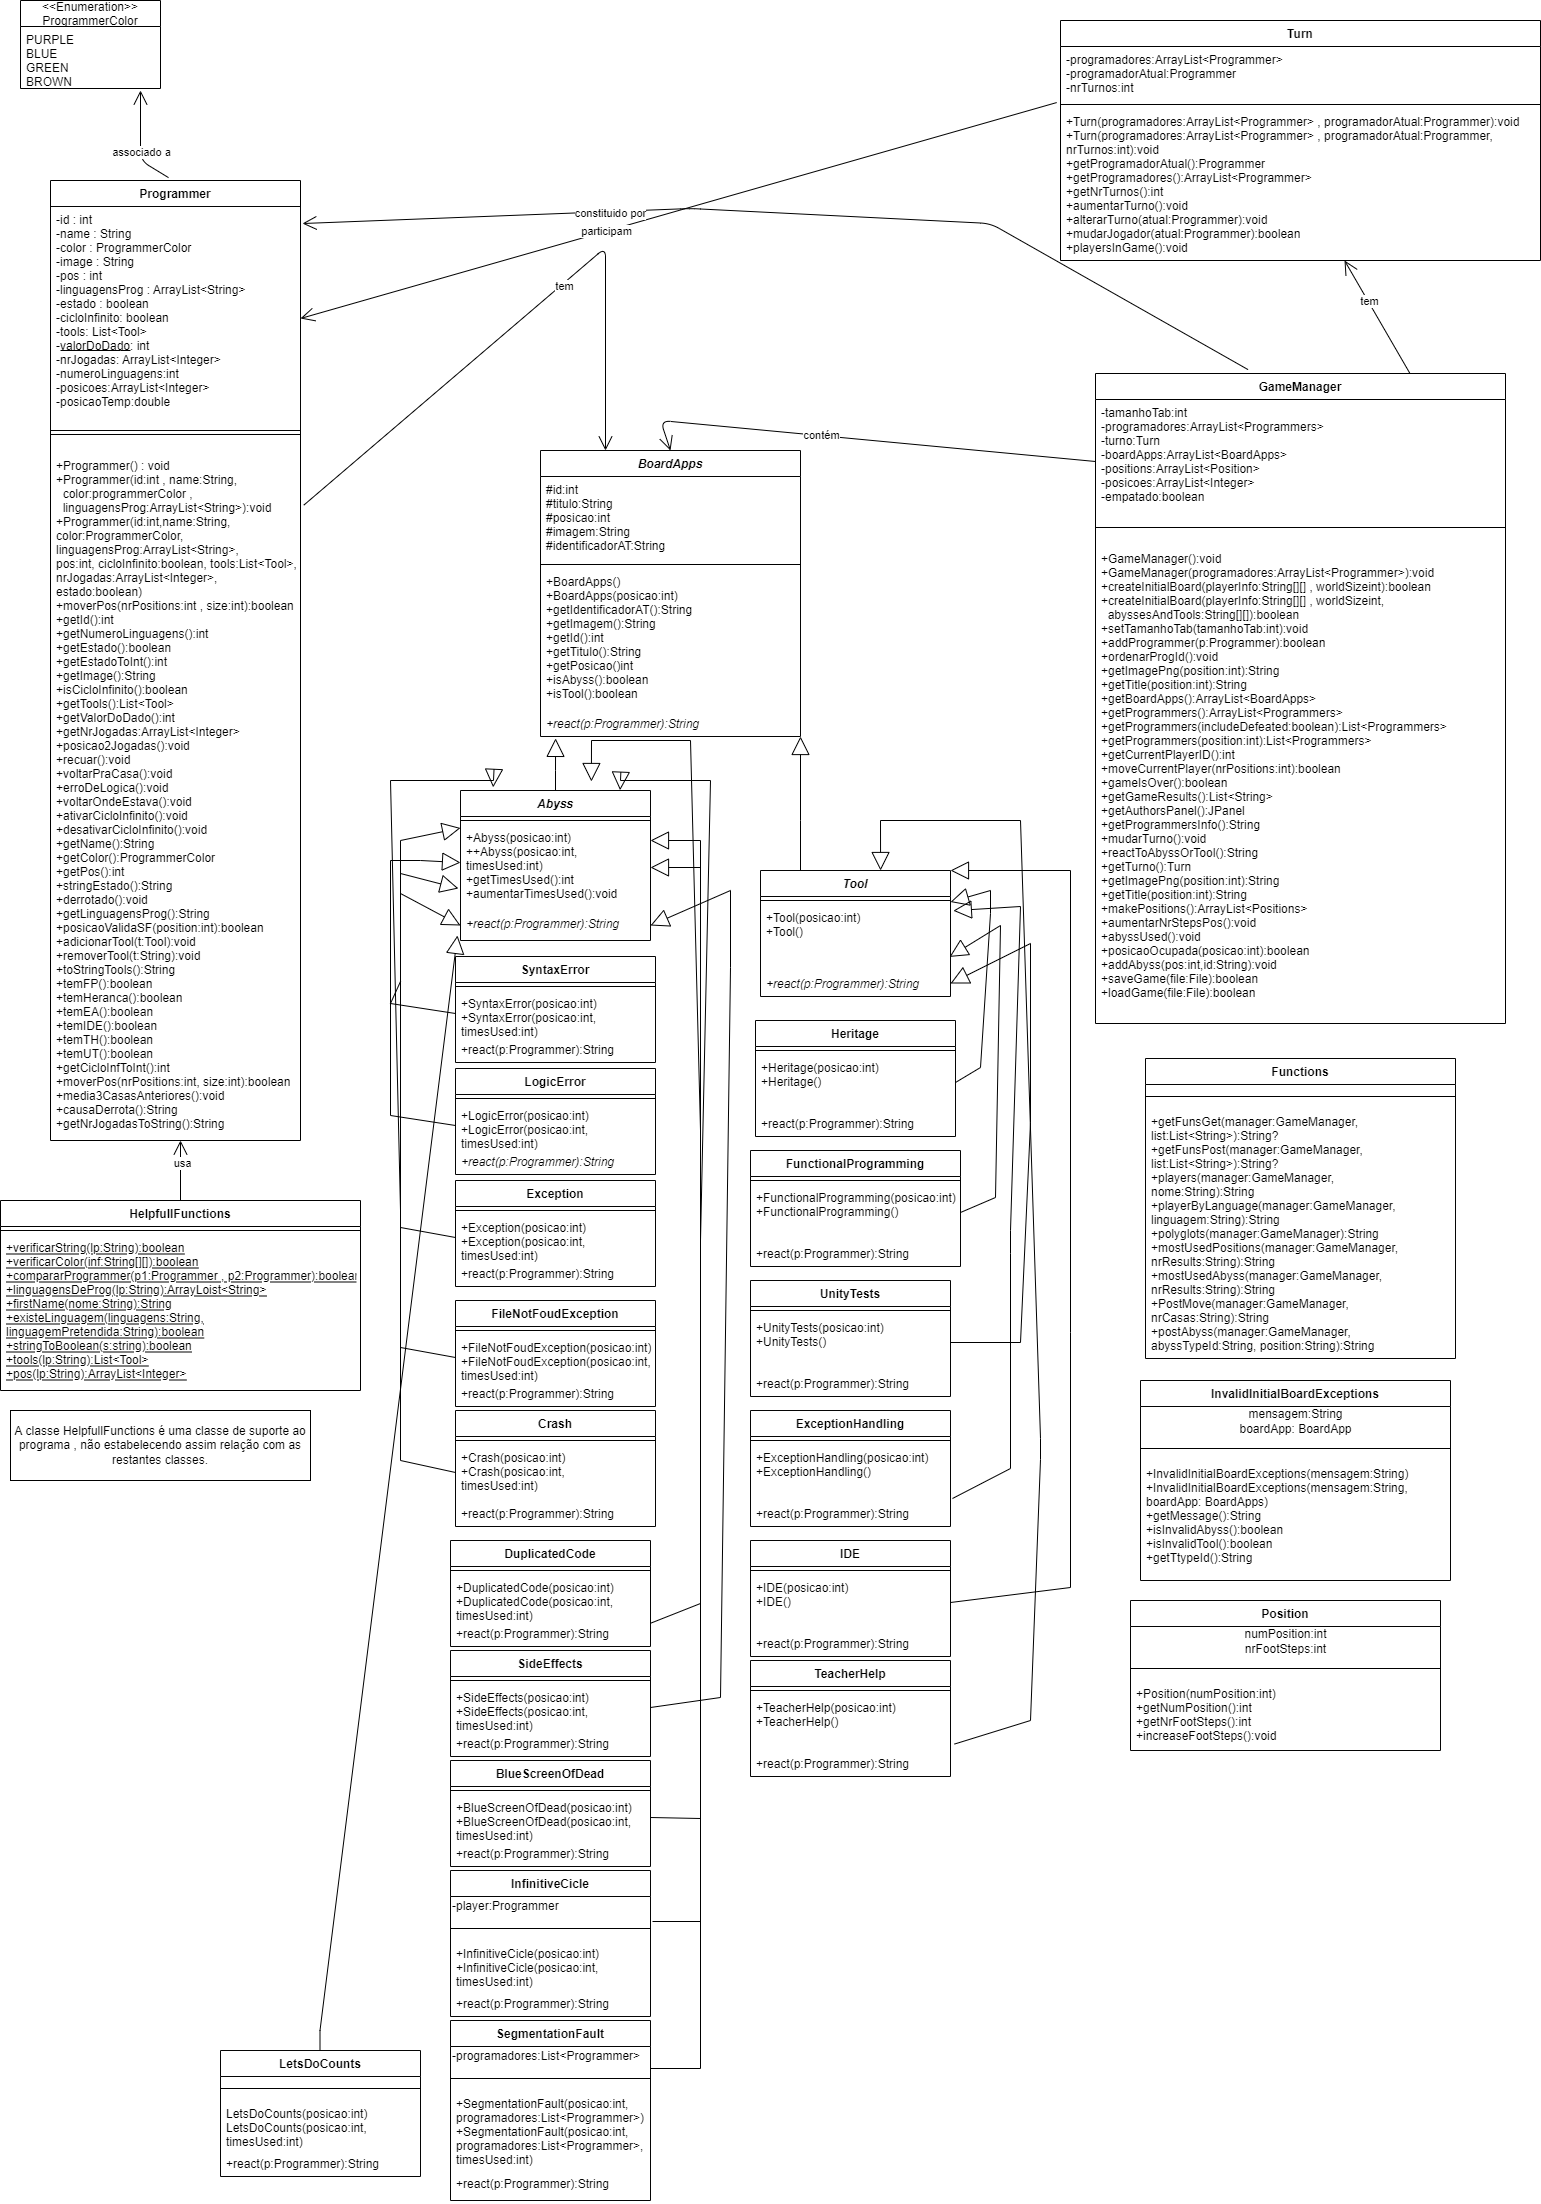 <<Enumeration>>
ProgrammerColor
PURPLE
BLUE
GREEN
BROWN
associado a
Programmer
-id : int
-name : String
-color : ProgrammerColor
-image : String
-pos : int
-linguagensProg : ArrayList<String>
-estado : boolean
-cicloInfinito: boolean
-tools: List<Tool>
-valorDoDado: int
-nrJogadas: ArrayList<Integer>
-numeroLinguagens:int
-posicoes:ArrayList<Integer>
-posicaoTemp:double
+Programmer() : void
+Programmer(id:int , name:String,
color:programmerColor ,
linguagensProg:ArrayList<String>):void
+Programmer(id:int,name:String,
color:ProgrammerColor,
linguagensProg:ArrayList<String>,
pos:int, cicloInfinito:boolean, tools:List<Tool>,
nrJogadas:ArrayList<Integer>,
estado:boolean)
+moverPos(nrPositions:int , size:int):boolean
+getId():int
+getNumeroLinguagens():int
+getEstado():boolean
+getEstadoToInt():int
+getImage():String
+isCicloInfinito():boolean
+getTools():List<Tool>
+getValorDoDado():int
+getNrJogadas:ArrayList<Integer>
+posicao2Jogadas():void
+recuar():void
+voltarPraCasa():void
+erroDeLogica():void
+voltarOndeEstava():void
+ativarCicloInfinito():void
+desativarCicloInfinito():void
+getName():String
+getColor():ProgrammerColor
+getPos():int
+stringEstado():String
+derrotado():void
+getLinguagensProg():String
+posicaoValidaSF(position:int):boolean
+adicionarTool(t:Tool):void
+removerTool(t:String):void
+toStringTools():String
+temFP():boolean
+temHeranca():boolean
+temEA():boolean
+temIDE():boolean
+temTH():boolean
+temUT():boolean
+getCicloInfToInt():int
+moverPos(nrPositions:int, size:int):boolean
+media3CasasAnteriores():void
+causaDerrota():String
+getNrJogadasToString():String
usa
HelpfullFunctions
+verificarString(lp:String):boolean
+verificarColor(inf:String[][]):boolean
+compararProgrammer(p1:Programmer , p2:Programmer):boolean
+linguagensDeProg(lp:String):ArrayLoist<String>
+firstName(nome:String):String
+existeLinguagem(linguagens:String,
linguagemPretendida:String):boolean
+stringToBoolean(s:string):boolean
+tools(lp:String):List<Tool>
+pos(lp:String):ArrayList<Integer>
A classe HelpfullFunctions é uma classe de suporte ao
programa , não estabelecendo assim relação com as
restantes classes.
constituido por
participam
tem
contém
tem
BoardApps
#id:int
#titulo:String
#posicao:int
#imagem:String
#identificadorAT:String
+BoardApps()
+BoardApps(posicao:int)
+getIdentificadorAT():String
+getImagem():String
+getId():int
+getTitulo():String
+getPosicao()int
+isAbyss():boolean
+isTool():boolean
+react(p:Programmer):String
Abyss
+Abyss(posicao:int)
++Abyss(posicao:int,
timesUsed:int)
+getTimesUsed():int
+aumentarTimesUsed():void
+react(p:Programmer):String
SyntaxError
+SyntaxError(posicao:int)
+SyntaxError(posicao:int,
timesUsed:int)
+react(p:Programmer):String
LogicError
+LogicError(posicao:int)
+LogicError(posicao:int,
timesUsed:int)
+react(p:Programmer):String
Exception
+Exception(posicao:int)
+Exception(posicao:int,
timesUsed:int)
+react(p:Programmer):String
FileNotFoudException
+FileNotFoudException(posicao:int)
+FileNotFoudException(posicao:int,
timesUsed:int)
+react(p:Programmer):String
Crash
+Crash(posicao:int)
+Crash(posicao:int,
timesUsed:int)
+react(p:Programmer):String
DuplicatedCode
+DuplicatedCode(posicao:int)
+DuplicatedCode(posicao:int,
timesUsed:int)
+react(p:Programmer):String
SideEffects
+SideEffects(posicao:int)
+SideEffects(posicao:int,
timesUsed:int)
+react(p:Programmer):String
BlueScreenOfDead
+BlueScreenOfDead(posicao:int)
+BlueScreenOfDead(posicao:int,
timesUsed:int)
+react(p:Programmer):String
InfinitiveCicle
-player:Programmer
+InfinitiveCicle(posicao:int)
+InfinitiveCicle(posicao:int,
timesUsed:int)
+react(p:Programmer):String
SegmentationFault
-programadores:List<Programmer>
+SegmentationFault(posicao:int,
programadores:List<Programmer>)
+SegmentationFault(posicao:int,
programadores:List<Programmer>,
timesUsed:int)
+react(p:Programmer):String
LetsDoCounts
LetsDoCounts(posicao:int)
LetsDoCounts(posicao:int,
timesUsed:int)
+react(p:Programmer):String
Tool
+Tool(posicao:int)
+Tool()
+react(p:Programmer):String
Heritage
+Heritage(posicao:int)
+Heritage()
+react(p:Programmer):String
FunctionalProgramming
+FunctionalProgramming(posicao:int)
+FunctionalProgramming()
+react(p:Programmer):String
UnityTests
+UnityTests(posicao:int)
+UnityTests()
+react(p:Programmer):String
ExceptionHandling
+ExceptionHandling(posicao:int)
+ExceptionHandling()
+react(p:Programmer):String
IDE
+IDE(posicao:int)
+IDE()
+react(p:Programmer):String
TeacherHelp
+TeacherHelp(posicao:int)
+TeacherHelp()
+react(p:Programmer):String
Turn
-programadores:ArrayList<Programmer>
-programadorAtual:Programmer
-nrTurnos:int
+Turn(programadores:ArrayList<Programmer> , programadorAtual:Programmer):void
+Turn(programadores:ArrayList<Programmer> , programadorAtual:Programmer,
nrTurnos:int):void
+getProgramadorAtual():Programmer
+getProgramadores():ArrayList<Programmer>
+getNrTurnos():int
+aumentarTurno():void
+alterarTurno(atual:Programmer):void
+mudarJogador(atual:Programmer):boolean
+playersInGame():void
GameManager
-tamanhoTab:int
-programadores:ArrayList<Programmers>
-turno:Turn
-boardApps:ArrayList<BoardApps>
-positions:ArrayList<Position>
-posicoes:ArrayList<Integer>
-empatado:boolean
+GameManager():void
+GameManager(programadores:ArrayList<Programmer>):void
+createInitialBoard(playerInfo:String[][] , worldSizeint):boolean
+createInitialBoard(playerInfo:String[][] , worldSizeint,
abyssesAndTools:String[][]):boolean
+setTamanhoTab(tamanhoTab:int):void
+addProgrammer(p:Programmer):boolean
+ordenarProgId():void
+getImagePng(position:int):String
+getTitle(position:int):String
+getBoardApps():ArrayList<BoardApps>
+getProgrammers():ArrayList<Programmers>
+getProgrammers(includeDefeated:boolean):List<Programmers>
+getProgrammers(position:int):List<Programmers>
+getCurrentPlayerID():int
+moveCurrentPlayer(nrPositions:int):boolean
+gameIsOver():boolean
+getGameResults():List<String>
+getAuthorsPanel():JPanel
+getProgrammersInfo():String
+mudarTurno():void
+reactToAbyssOrTool():String
+getTurno():Turn
+getImagePng(position:int):String
+getTitle(position:int):String
+makePositions():ArrayList<Positions>
+aumentarNrStepsPos():void
+abyssUsed():void
+posicaoOcupada(posicao:int):boolean
+addAbyss(pos:int,id:String):void
+saveGame(file:File):boolean
+loadGame(file:File):boolean
Functions
+getFunsGet(manager:GameManager,
list:List<String>):String?
+getFunsPost(manager:GameManager,
list:List<String>):String?
+players(manager:GameManager,
nome:String):String
+playerByLanguage(manager:GameManager,
linguagem:String):String
+polyglots(manager:GameManager):String
+mostUsedPositions(manager:GameManager,
nrResults:String):String
+mostUsedAbyss(manager:GameManager,
nrResults:String):String
+PostMove(manager:GameManager,
nrCasas:String):String
+postAbyss(manager:GameManager,
abyssTypeId:String, position:String):String
InvalidInitialBoardExceptions
mensagem:String
boardApp: BoardApp
+InvalidInitialBoardExceptions(mensagem:String)
+InvalidInitialBoardExceptions(mensagem:String,
boardApp: BoardApps)
+getMessage():String
+isInvalidAbyss():boolean
+isInvalidTool():boolean
+getTtypeId():String
Position
numPosition:int
nrFootSteps:int
+Position(numPosition:int)
+getNumPosition():int
+getNrFootSteps():int
+increaseFootSteps():void